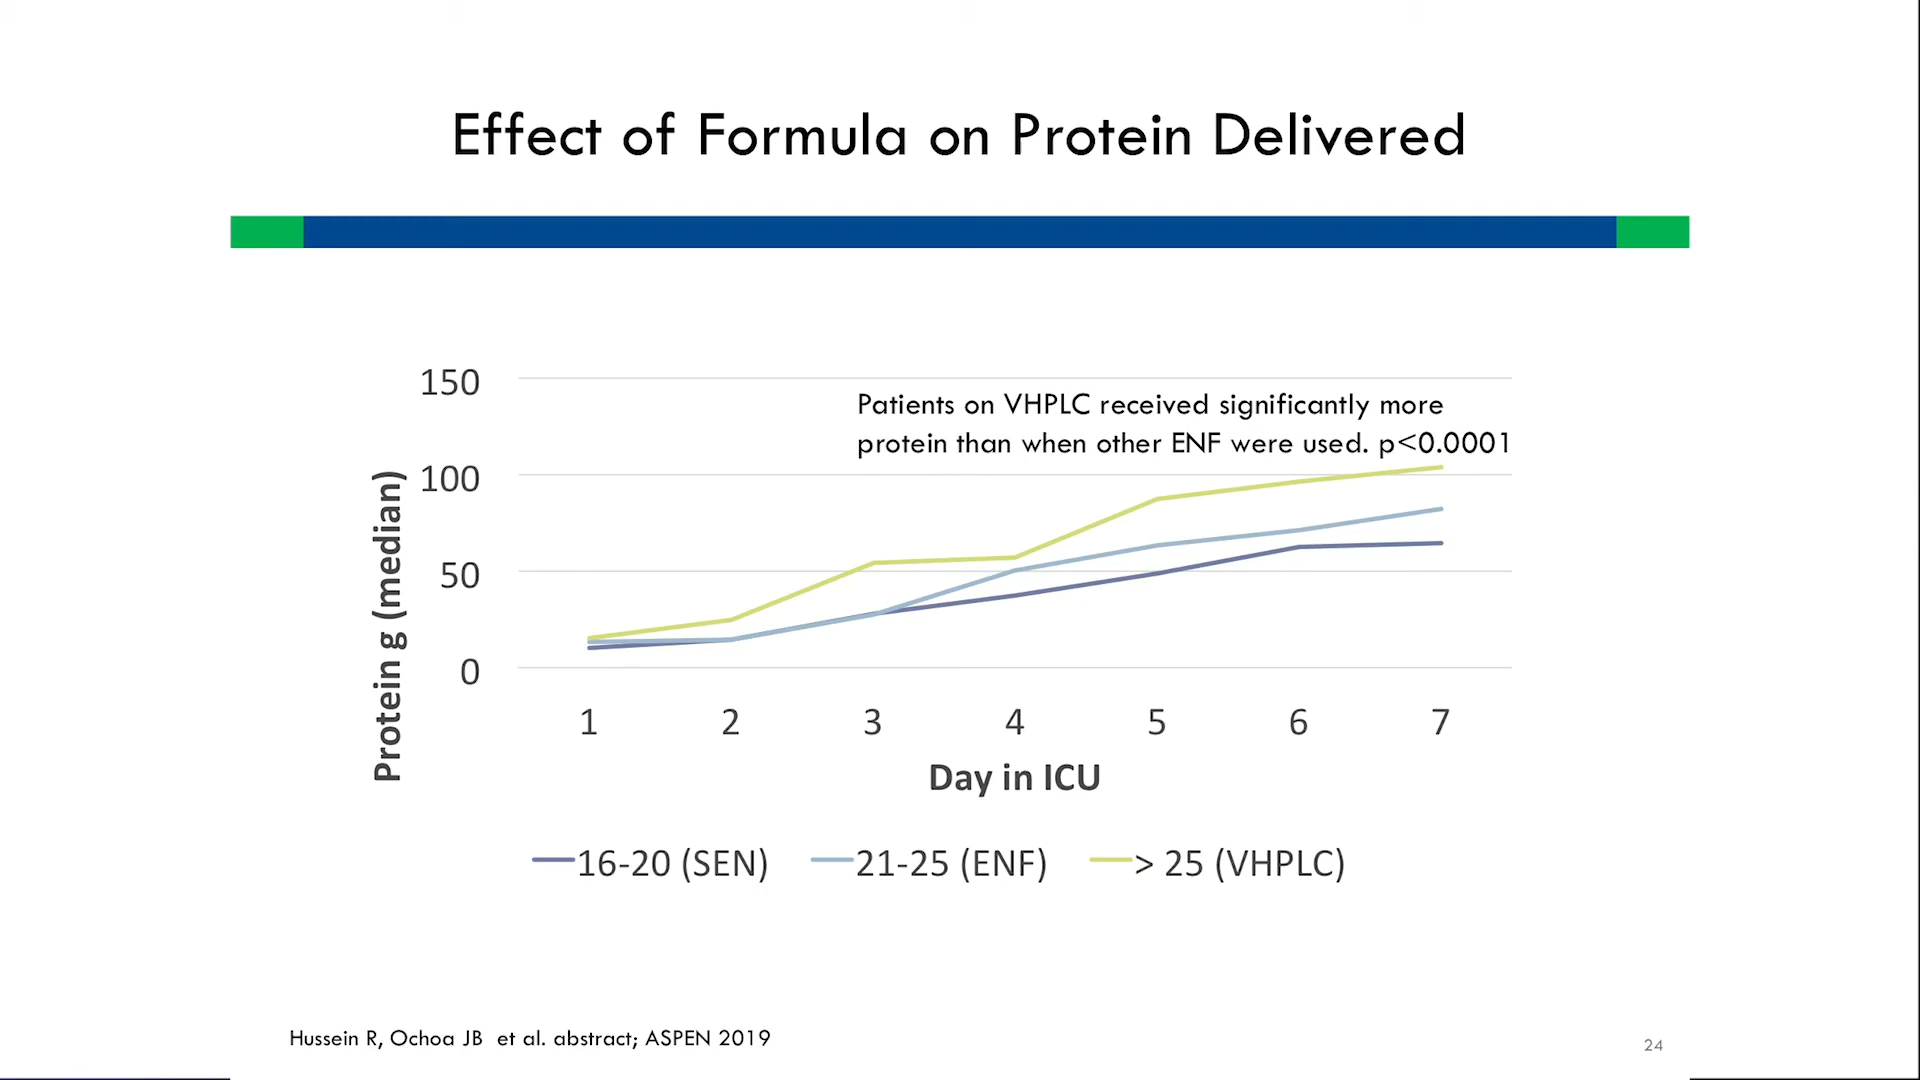 Effect of Formula on Protein Delivered
150
Patients on VHPLC received significantly more
protein than when other ENF were used. p<0.0001
100
50
0
Protein g (median)
1 2 3 4 5 6 7
Day in ICU
16-20 (SEN) 21-25 (ENF) > 25 (VHPLC)
Hussein R, Ochoa JB et al. abstract; ASPEN 2019
24